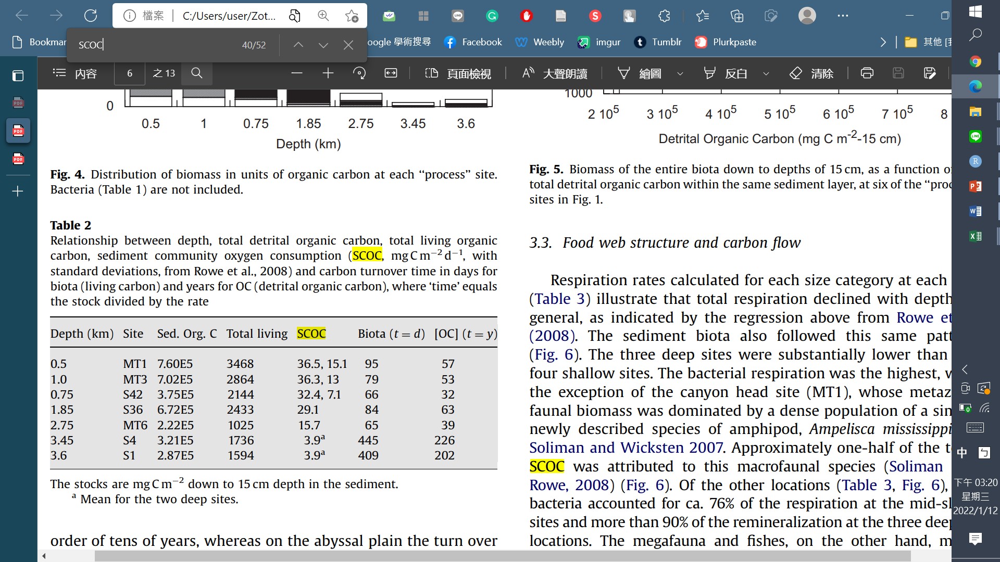 檔案
C:/Users/user/Zot...
Bookmar
oogle 學術搜尋
Facebook
Weebly
imgur
Tumblr
Plurkpaste
其他
SCOC
40/52
內容
6
之 13
頁面檢視
大聲朗讀
繪圖
反白
清除
0
0.5 1 0.75 1.85 2.75 3.45 3.6
Depth (km)
Fig. 4. Distribution of biomass in units of organic carbon at each “process” site.
Bacteria (Table 1) are not included.
Table 2
Relationship between depth, total detrital organic carbon, total living organic
carbon, sediment community oxygen consumption (SCOC, mg C m−2 d−1, with
standard deviations, from Rowe et al., 2008) and carbon turnover time in days for
biota (living carbon) and years for OC (detrital organic carbon), where ‘time’ equals
the stock divided by the rate
Depth (km) Site Sed. Org. C Total living SCOC Biota (t = d) [OC] (t = y)
0.5 MT1 7.60E5 3468 36.5, 15.1 95 57
1.0 MT3 7.02E5 2864 36.3, 13 79 53
0.75 S42 3.75E5 2144 32.4, 7.1 66 32
1.85 S36 6.72E5 2433 29.1 84 63
2.75 MT6 2.22E5 1025 15.7 65 39
3.45 S4 3.21E5 1736 3.9a 445 226
3.6 S1 2.87E5 1594 3.9a 409 202
The stocks are mg C m−2 down to 15 cm depth in the sediment.
a Mean for the two deep sites.
order of tens of years, whereas on the abyssal plain the turn over
1000
2 105 3 105 4 105 5 105 6 105 7 105 8
Detrital Organic Carbon (mg C m-2-15 cm)
Fig. 5. Biomass of the entire biota down to depths of 15 cm, as a function o
total detrital organic carbon within the same sediment layer, at six of the “proc
sites in Fig. 1.
3.3. Food web structure and carbon flow
Respiration rates calculated for each size category at each
(Table 3) illustrate that total respiration declined with depth
general, as indicated by the regression above from Rowe et
(2008). The sediment biota also followed this same patt
(Fig. 6). The three deep sites were substantially lower than
four shallow sites. The bacterial respiration was the highest, w
the exception of the canyon head site (MT1), whose metaz
faunal biomass was dominated by a dense population of a sin
newly described species of amphipod, Ampelisca mississippi
Soliman and Wicksten 2007. Approximately one-half of the t
SCOC was attributed to this macrofaunal species (Soliman
Rowe, 2008) (Fig. 6). Of the other locations (Table 3, Fig. 6),
bacteria accounted for ca. 76% of the respiration at the mid-sl
sites and more than 90% of the remineralization at the three deep
locations. The megafauna and fishes, on the other hand, m
中
下午 03:20
星期三
2022/1/12